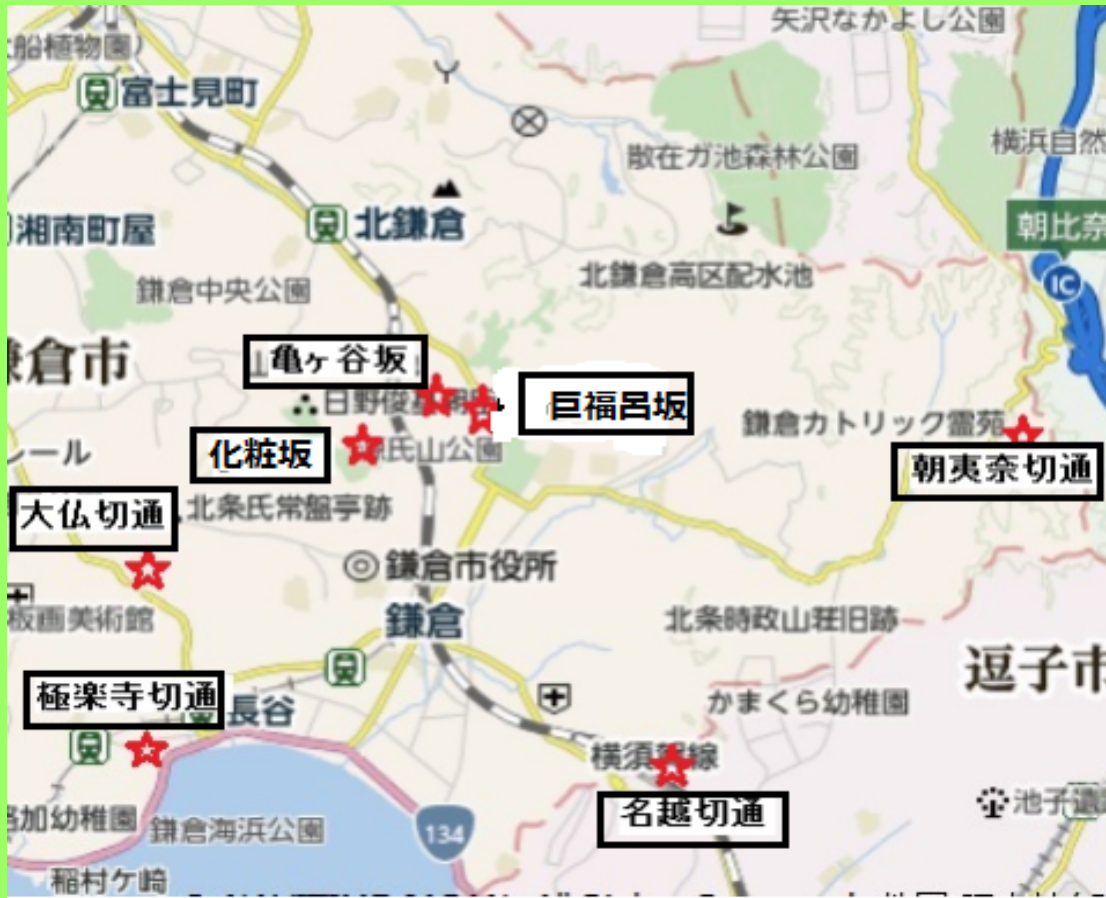 矢沢なかよし公園
船植物園)
富士見町
横浜自然
散在ガ池森林公園
朝比奈
湘南町屋
北鎌倉
IC
鎌倉中央公園
北鎌倉高区配水池
亀ヶ谷坂
鎌倉市
日野俊基
巨福呂坂
鎌倉カトリック霊苑
化粧坂
氏山公園
レール
朝夷奈切通
大仏切通
北条氏常盤亭跡
鎌倉市役所
版画美術館
鎌倉
北条時政山荘旧跡
逗子市
極楽寺切通
長谷
かまくら幼稚園
横須賀線
名越切通
池子遺
加幼稚園
鎌倉海浜公園
134
稲村ケ崎